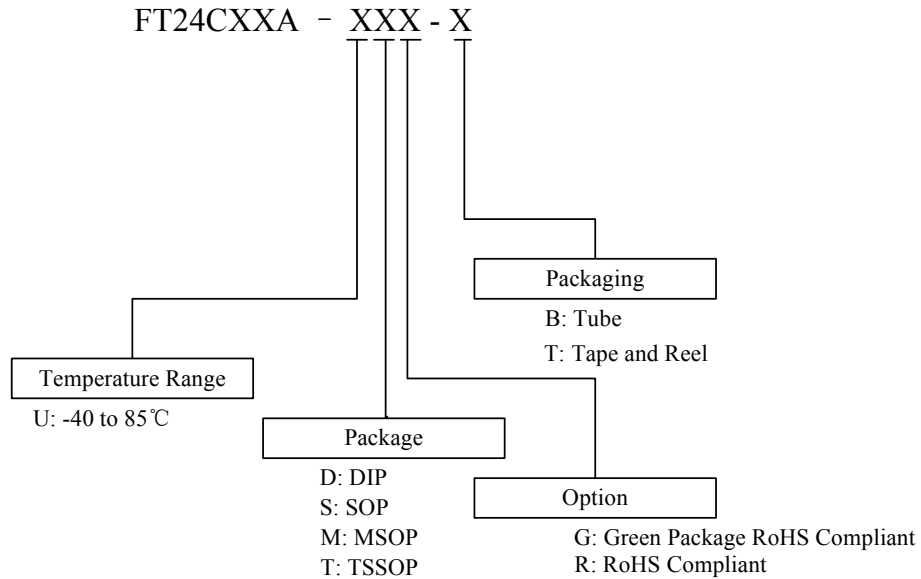 FT24CXXA - XXX - X
Packaging
B: Tube
T: Tape and Reel
Temperature Range
U: -40 to 85℃
Package
D: DIP
S: SOP
M: MSOP
T: TSSOP
Option
G: Green Package RoHS Compliant
R: RoHS Compliant